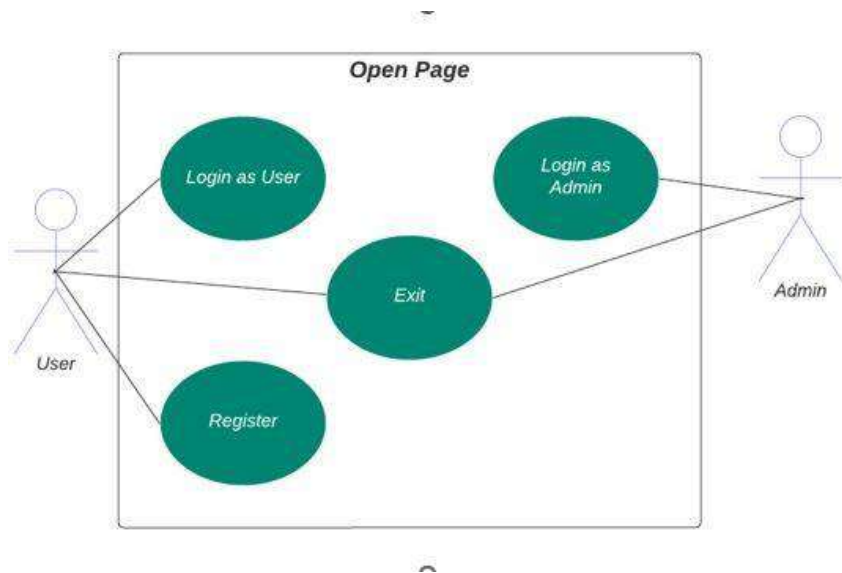 Open Page
Login as User
Login as
Admin
Exit
Admin
User
Register